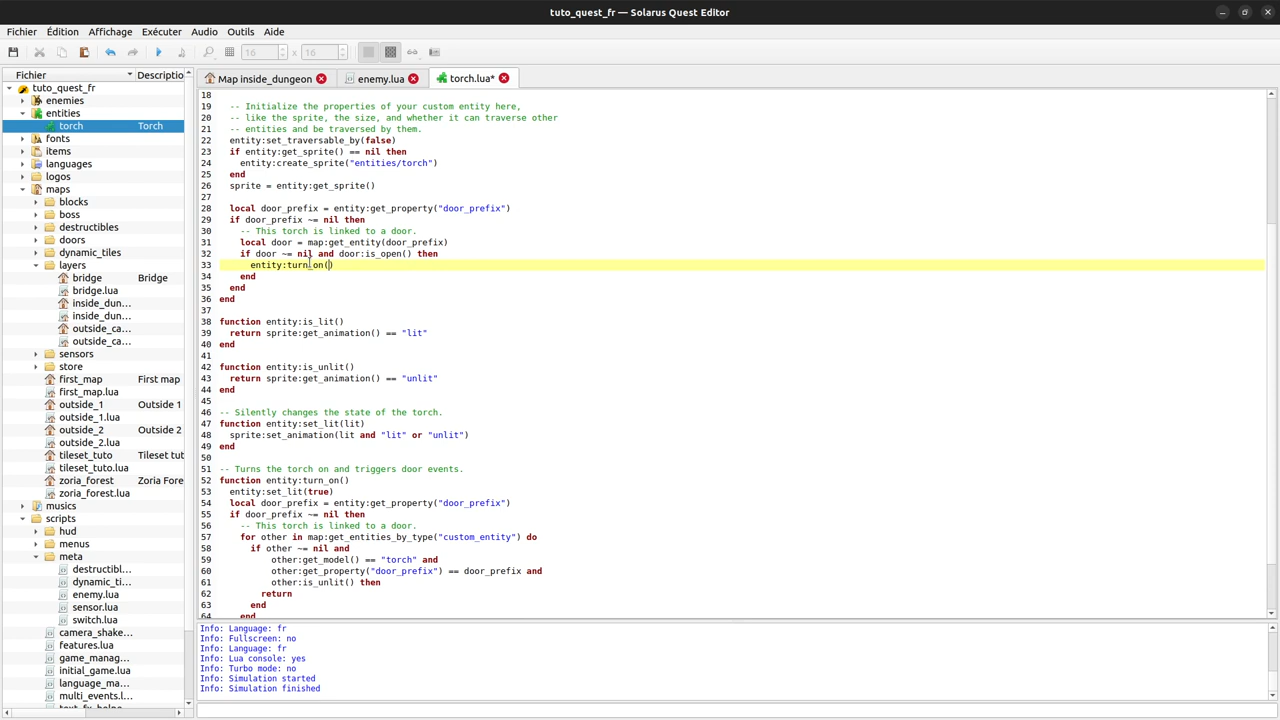 tuto_quest_fr — Solarus Quest Editor
Fichier Édition Affichage Exécuter Audio Outils Aide
16 x 16
Fichier Descriptio
Map inside_dungeon enemy.lua torch.lua*
tuto_quest_fr
enemies
entities
torch Torch
fonts
items
languages
logos
maps
blocks
boss
destructibles
doors
dynamic_tiles
layers
bridge Bridge
bridge.lua
inside_dun...
inside_dun...
outside_ca...
outside_ca...
sensors
store
first_map First map
first_map.lua
outside_1 Outside 1
outside_1.lua
outside_2 Outside 2
outside_2.lua
tileset_tuto Tileset tut
tileset_tuto.lua
zoria_forest Zoria Fore
zoria_forest.lua
musics
scripts
hud
menus
meta
destructibl...
dynamic_ti...
enemy.lua
sensor.lua
switch.lua
camera_shake...
features.lua
game_manag...
initial_game.lua
language_ma...
multi_events.l...
18
19 -- Initialize the properties of your custom entity here,
20 -- like the sprite, the size, and whether it can traverse other
21 -- entities and be traversed by them.
22 entity:set_traversable_by(false)
23 if entity:get_sprite() == nil then
24 entity:create_sprite("entities/torch")
25 end
26 sprite = entity:get_sprite()
27
28 local door_prefix = entity:get_property("door_prefix")
29 if door_prefix ~= nil then
30 -- This torch is linked to a door.
31 local door = map:get_entity(door_prefix)
32 if door ~= nil and door:is_open() then
33 entity:turn_on()
34 end
35 end
36 end
37
38 function entity:is_lit()
39 return sprite:get_animation() == "lit"
40 end
41
42 function entity:is_unlit()
43 return sprite:get_animation() == "unlit"
44 end
45
46 -- Silently changes the state of the torch.
47 function entity:set_lit(lit)
48 sprite:set_animation(lit and "lit" or "unlit")
49 end
50
51 -- Turns the torch on and triggers door events.
52 function entity:turn_on()
53 entity:set_lit(true)
54 local door_prefix = entity:get_property("door_prefix")
55 if door_prefix ~= nil then
56 -- This torch is linked to a door.
57 for other in map:get_entities_by_type("custom_entity") do
58 if other ~= nil and
59 other:get_model() == "torch" and
60 other:get_property("door_prefix") == door_prefix and
61 other:is_unlit() then
62 return
63 end
64 end
Info: Language: fr
Info: Fullscreen: no
Info: Language: fr
Info: Lua console: yes
Info: Turbo mode: no
Info: Simulation started
Info: Simulation finished